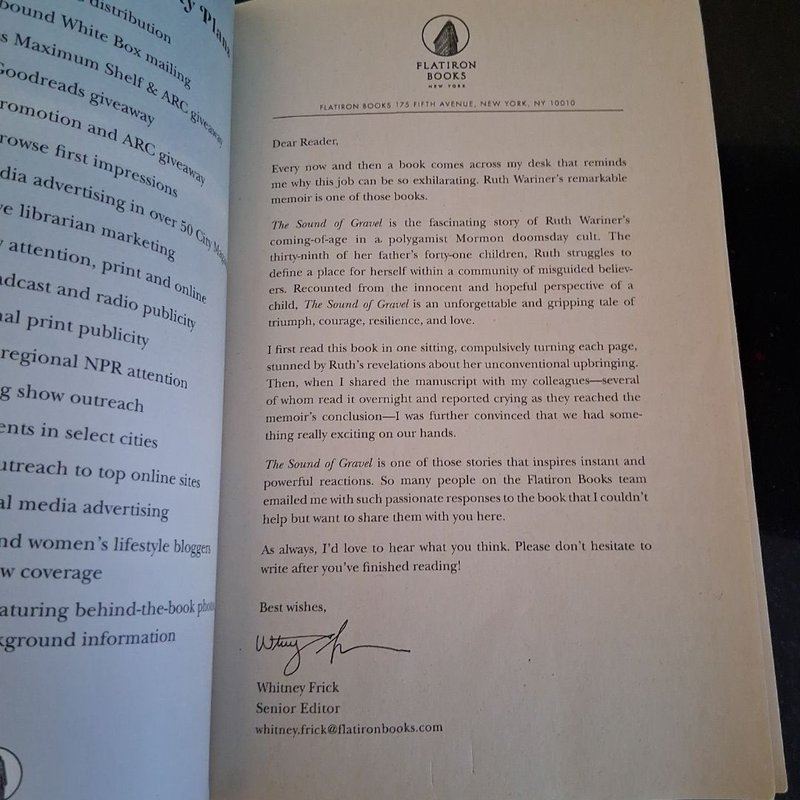 y Plan
distribution
bound White Box mailing
s Maximum Shelf & ARC giveaway
Goodreads giveaway
romotion and ARC giveaway
rowse first impressions
dia advertising in over 50 City
ve librarian marketing
y attention, print and online
adcast and radio publicity
nal print publicity
regional NPR attention
g show outreach
ents in select cities
utreach to top online sites
al media advertising
nd women's lifestyle bloggers
w coverage
aturing behind-the-book
kground information
FLATIRON
BOOKS
NEW YORK
FLATIRON BOOKS 175 FIFTH AVENUE, NEW YORK, NY 10010
Dear Reader,
Every now and then a book comes across my desk that reminds
me why this job can be so exhilarating. Ruth Wariner's remarkable
memoir is one of those books.
The Sound of Gravel is the fascinating story of Ruth Wariner's
coming-of-age in a polygamist Mormon doomsday cult. The
thirty-ninth of her father's forty-one children, Ruth struggles to
define a place for herself within a community of misguided believ-
ers. Recounted from the innocent and hopeful perspective of a
child, The Sound of Gravel is an unforgettable and gripping tale of
triumph, courage, resilience, and love.
I first read this book in one sitting, compulsively turning each page,
stunned by Ruth's revelations about her unconventional upbringing.
Then, when I shared the manuscript with my colleagues—several
of whom read it overnight and reported crying as they reached the
memoir's conclusion—I was further convinced that we had some-
thing really exciting on our hands.
The Sound of Gravel is one of those stories that inspires instant and
powerful reactions. So many people on the Flatiron Books team
emailed me with such passionate responses to the book that I couldn't
help but want to share them with you here.
As always, I'd love to hear what you think. Please don't hesitate to
write after you've finished reading!
Best wishes,
Whitney Frick
Senior Editor
whitney.frick@flatironbooks.com